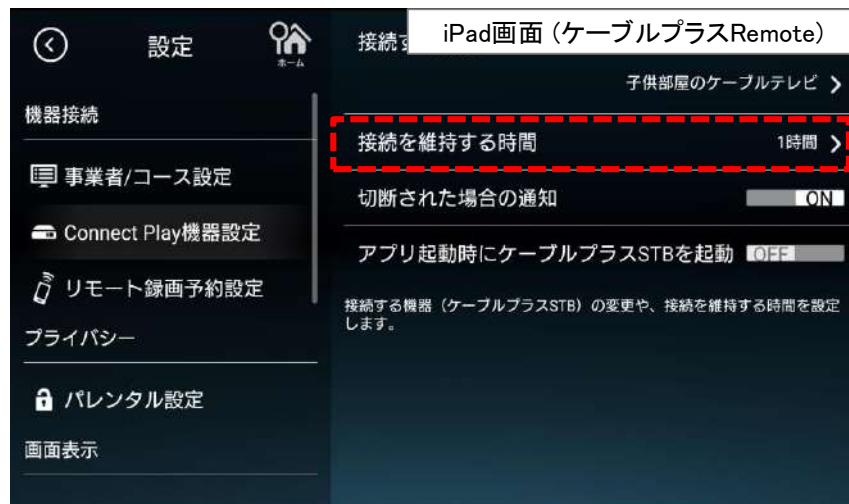 iPad画面 (ケーブルプラスRemote)
設定
ホーム
機器接続
事業者/コース設定
Connect Play機器設定
リモート録画予約設定
プライバシー
パレンタル設定
画面表示
接続す
子供部屋のケーブルテレビ
接続を維持する時間 1時間
切断された場合の通知 ON
アプリ起動時にケーブルプラスSTBを起動 OFF
接続する機器（ケーブルプラスSTB）の変更や、接続を維持する時間を設定
します。